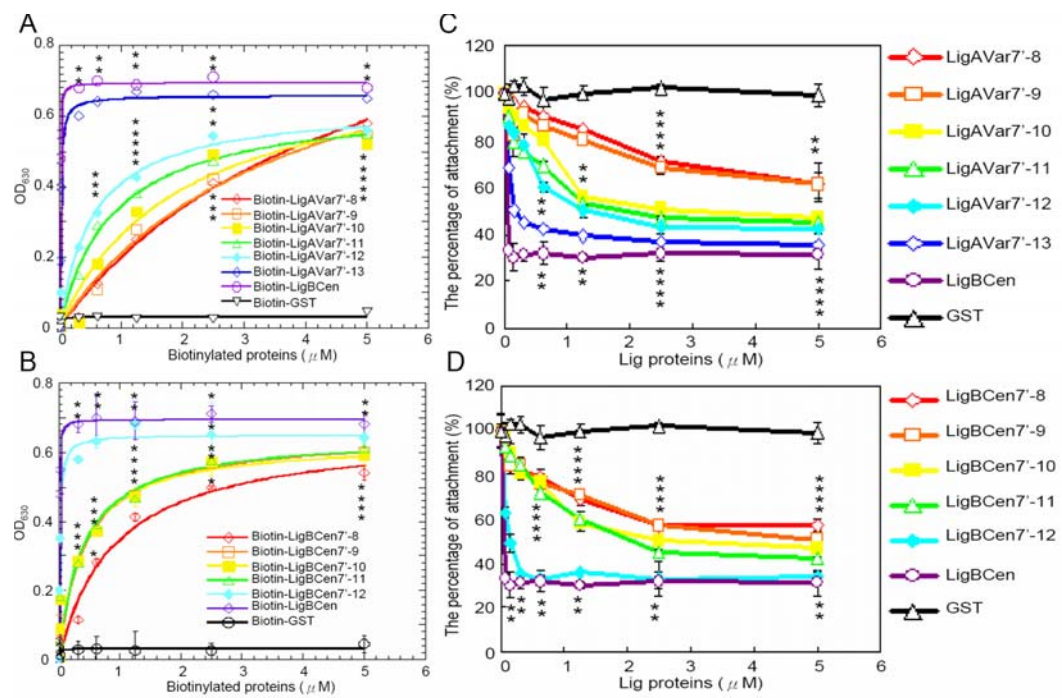 A
0.8
0.6
0.4
0.2
0
OD630
Biotin-LigAVar7'-8
Biotin-LigAVar7'-9
Biotin-LigAVar7'-10
Biotin-LigAVar7'-11
Biotin-LigAVar7'-12
Biotin-LigAVar7'-13
Biotin-LigBCen
Biotin-GST
0 1 2 3 4 5 6
Biotinylated proteins (μM)
B
0.8
0.6
0.4
0.2
0
OD630
Biotin-LigBCen7'-8
Biotin-LigBCen7'-9
Biotin-LigBCen7'-10
Biotin-LigBCen7'-11
Biotin-LigBCen7'-12
Biotin-LigBCen
Biotin-GST
0 1 2 3 4 5 6
Biotinylated proteins (μM)
C
120
100
80
60
40
20
0
The percentage of attachment (%)
0 1 2 3 4 5 6
Lig proteins (μM)
LigAVar7'-8
LigAVar7'-9
LigAVar7'-10
LigAVar7'-11
LigAVar7'-12
LigAVar7'-13
LigBCen
GST
D
120
100
80
60
40
20
0
The percentage of attachment (%)
0 1 2 3 4 5 6
Lig proteins (μM)
LigBCen7'-8
LigBCen7'-9
LigBCen7'-10
LigBCen7'-11
LigBCen7'-12
LigBCen
GST